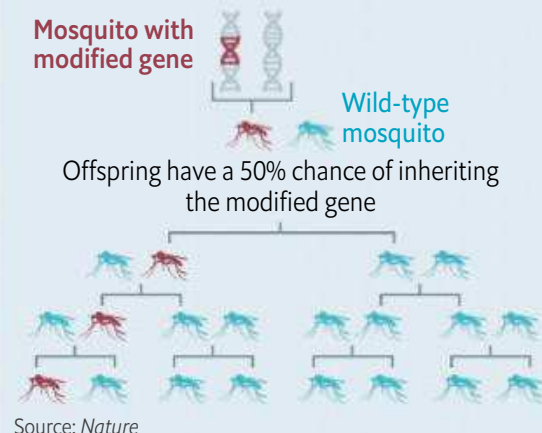 Mosquito with
modified gene
Wild-type
mosquito
Offspring have a 50% chance of inheriting
the modified gene
Source: Nature